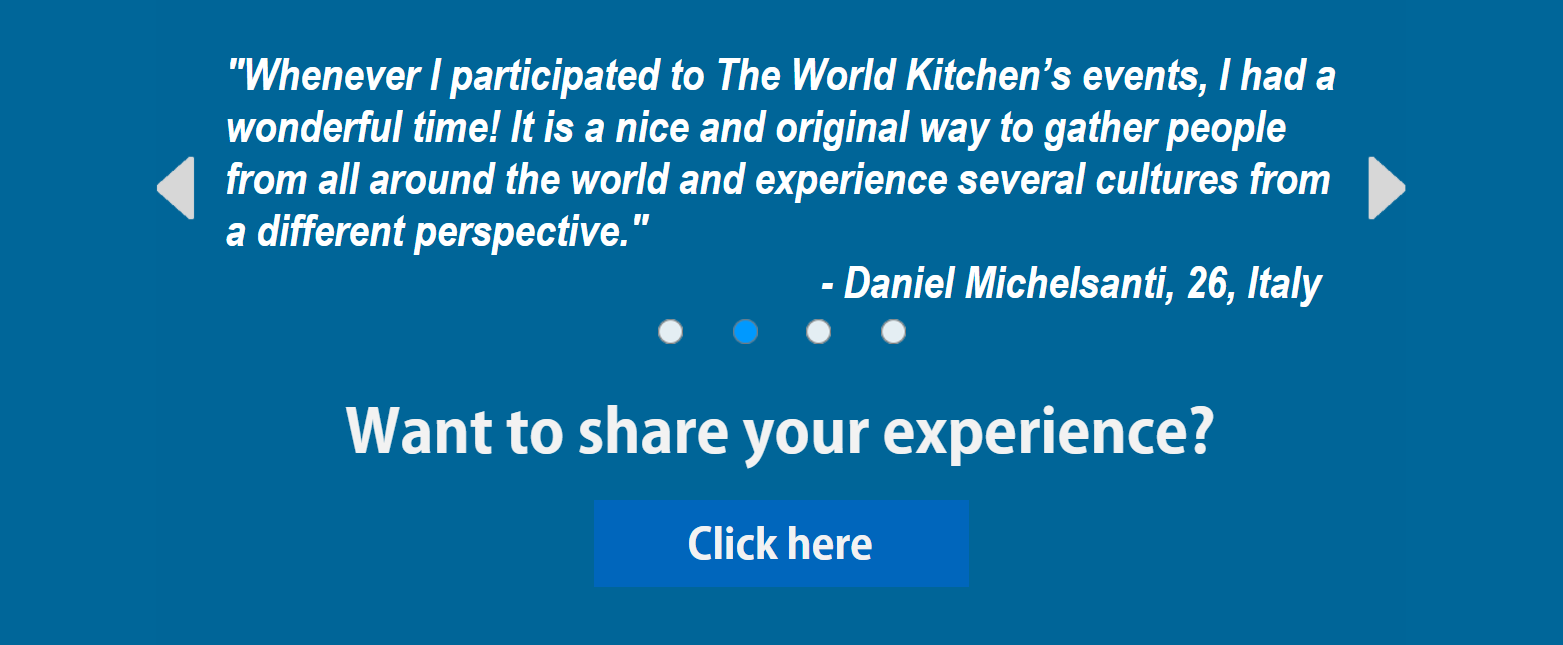 "Whenever I participated to The World Kitchen’s events, I had a
wonderful time! It is a nice and original way to gather people
from all around the world and experience several cultures from
a different perspective."
- Daniel Michelsanti, 26, Italy
Want to share your experience?
Click here